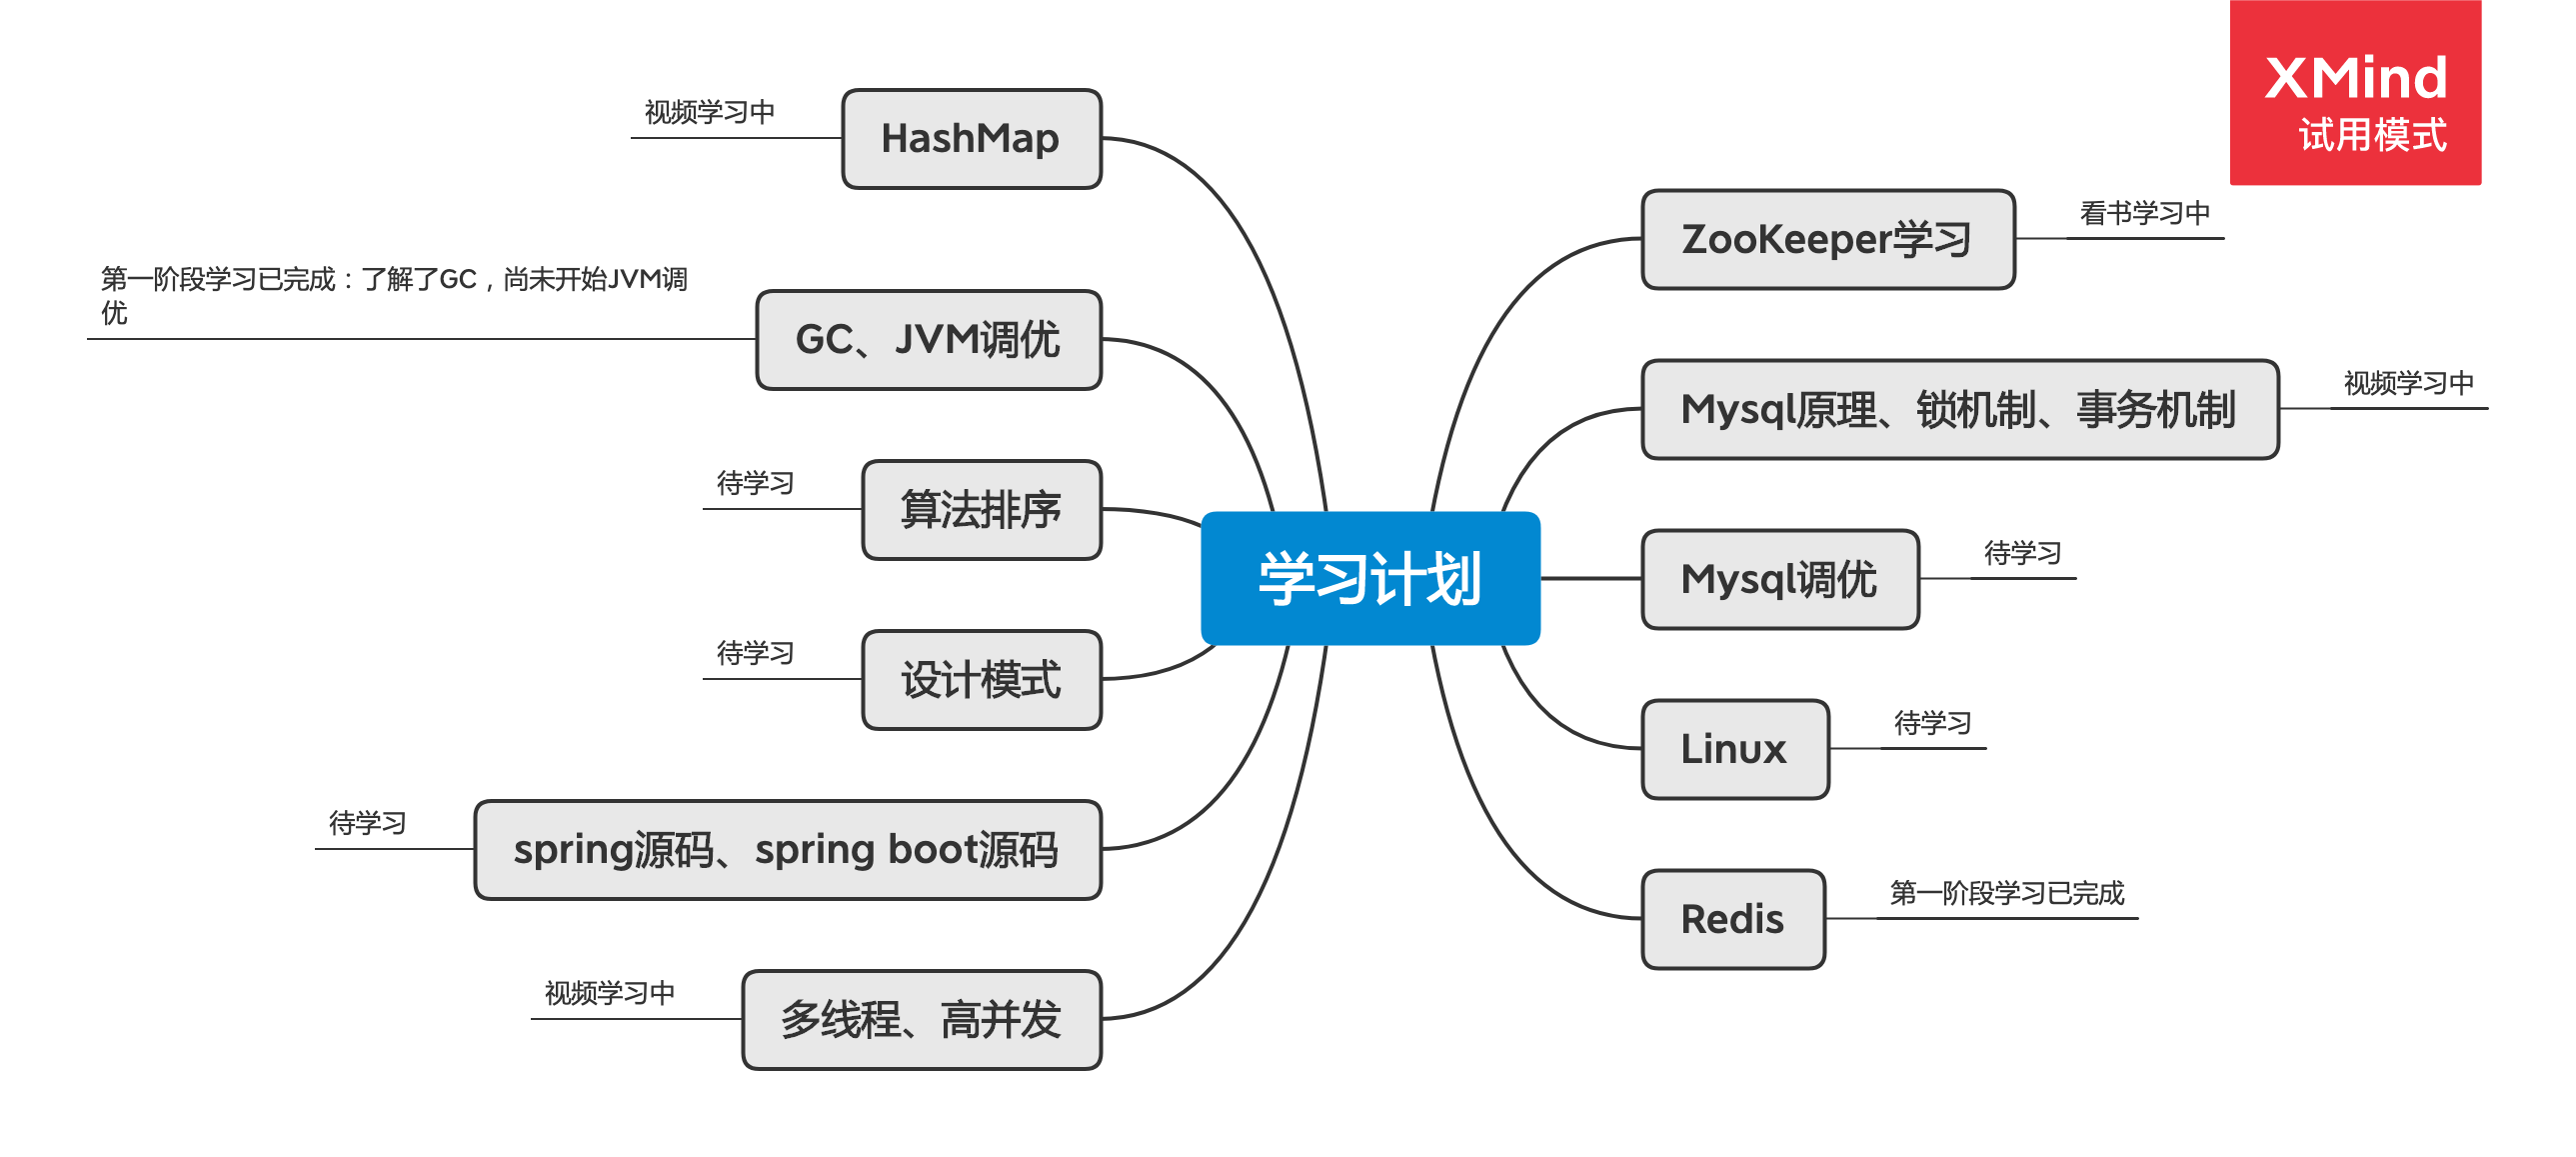 XMind
试用模式
学习计划
ZooKeeper学习
看书学习中
Mysql原理、锁机制、事务机制
视频学习中
Mysql调优
待学习
Linux
待学习
Redis
第一阶段学习已完成
HashMap
视频学习中
GC、JVM调优
第一阶段学习已完成：了解了GC，尚未开始JVM调
优
算法排序
待学习
设计模式
待学习
spring源码、spring boot源码
待学习
多线程、高并发
视频学习中